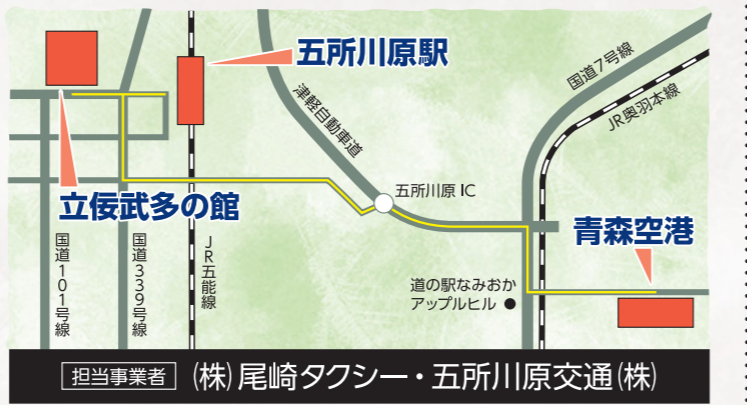 五所川原駅
国道7号線
JR奥羽本線
津軽自動車道
五所川原 IC
立佞武多の館
青森空港
国道101号線
国道339号線
JR五能線
道の駅なみおか
アップルヒル ●
担当事業者 (株)尾崎タクシー・五所川原交通(株)